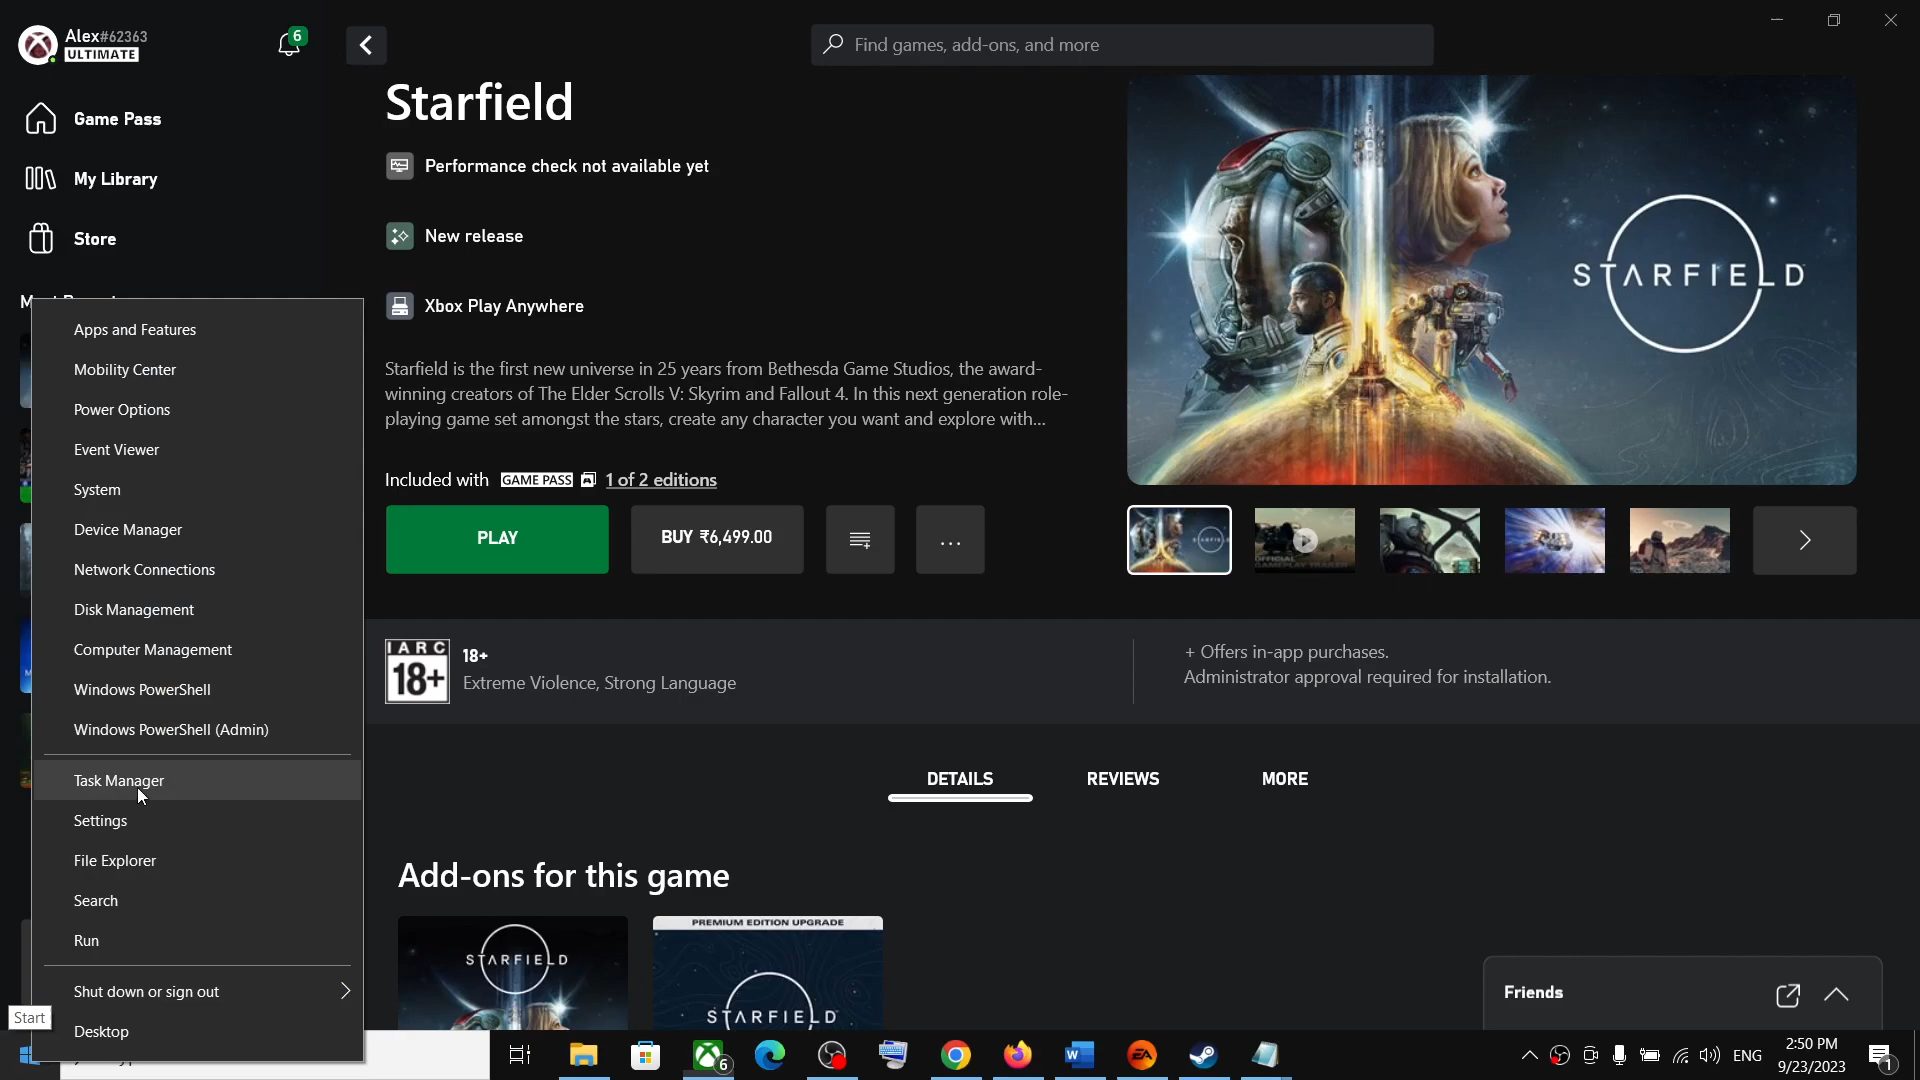 Alex#62363
ULTIMATE
6
Find games, add-ons, and more
Game Pass
My Library
Store
Starfield
Performance check not available yet
New release
Xbox Play Anywhere
Starfield is the first new universe in 25 years from Bethesda Game Studios, the award-
winning creators of The Elder Scrolls V: Skyrim and Fallout 4. In this next generation role-
playing game set amongst the stars, create any character you want and explore with...
Included with GAME PASS 1 of 2 editions
PLAY
BUY ₹6,499.00
...
STARFIELD
IARC
18+
18+
Extreme Violence, Strong Language
+ Offers in-app purchases.
Administrator approval required for installation.
DETAILS
REVIEWS
MORE
Add-ons for this game
STARFIELD
PREMIUM EDITION UPGRADE
STARFIELD
Friends
Apps and Features
Mobility Center
Power Options
Event Viewer
System
Device Manager
Network Connections
Disk Management
Computer Management
Windows PowerShell
Windows PowerShell (Admin)
Task Manager
Settings
File Explorer
Search
Run
Shut down or sign out
Desktop
Start
6
ENG
2:50 PM
9/23/2023
1